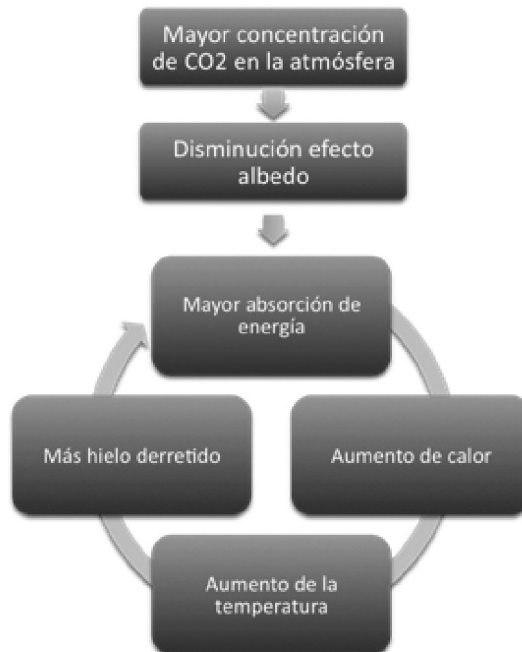 Mayor concentración
de CO2 en la atmósfera
Disminución efecto
albedo
Mayor absorción de
energía
Más hielo derretido
Aumento de calor
Aumento de la
temperatura